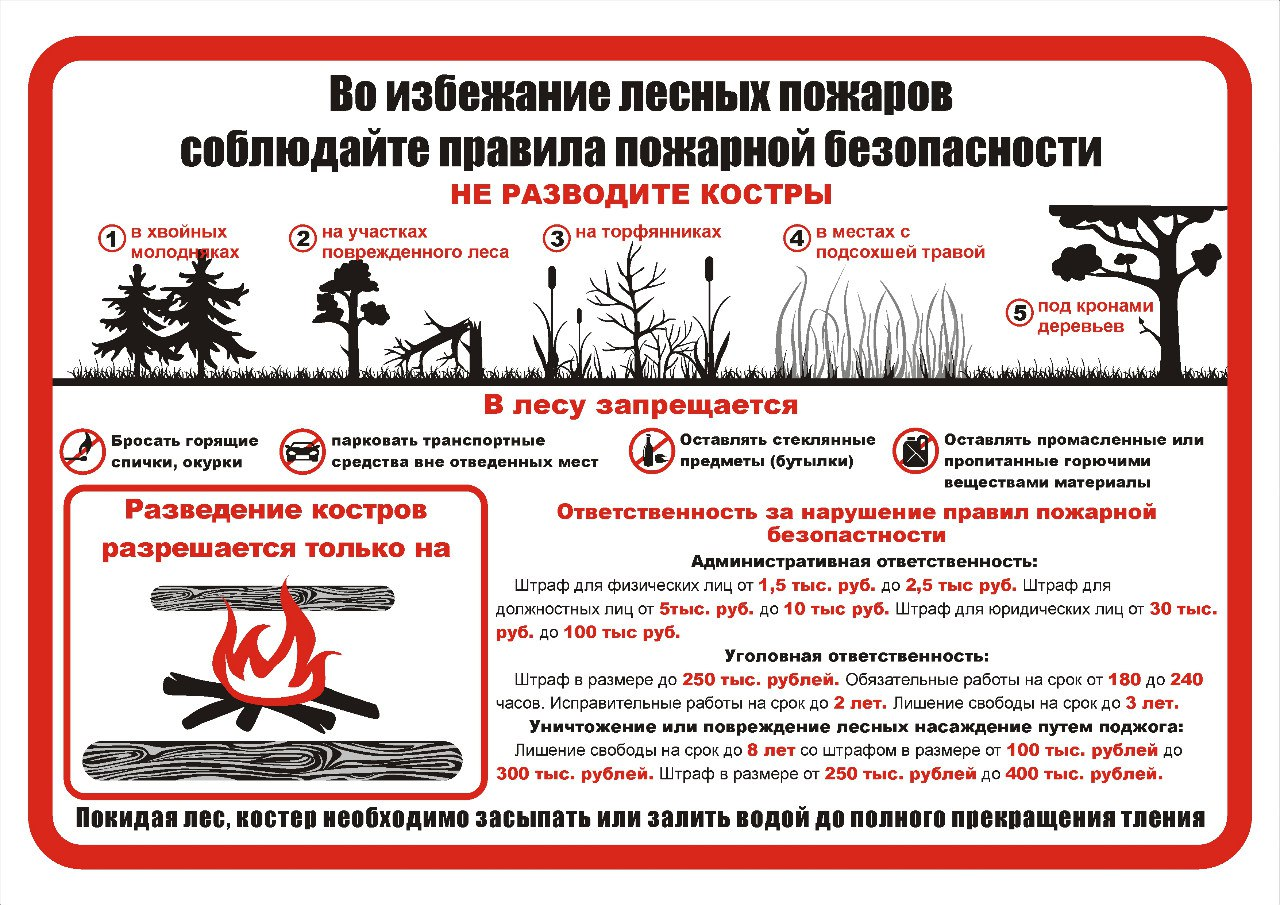 Во избежание лесных пожаров
соблюдайте правила пожарной безопасности
НЕ РАЗВОДИТЕ КОСТРЫ
1 в хвойных
молодняках
2 на участках
поврежденного леса
3 на торфянниках
4 в местах с
подсохшей травой
5 под кронами
деревьев
В лесу запрещается
Бросать горящие
спички, окурки
парковать транспортные
средства вне отведенных мест
Оставлять стеклянные
предметы (бутылки)
Оставлять промасленные или
пропитанные горючими
веществами материалы
Разведение костров
разрешается только на
Ответственность за нарушение правил пожарной
безопастности
Административная ответственность:
Штраф для физических лиц от 1,5 тыс. руб. до 2,5 тыс руб. Штраф для
должностных лиц от 5тыс. руб. до 10 тыс руб. Штраф для юридических лиц от 30 тыс.
руб. до 100 тыс руб.
Уголовная ответственность:
Штраф в размере до 250 тыс. рублей. Обязательные работы на срок от 180 до 240
часов. Исправительные работы на срок до 2 лет. Лишение свободы на срок до 3 лет.
Уничтожение или повреждение лесных насаждение путем поджога:
Лишение свободы на срок до 8 лет со штрафом в размере от 100 тыс. рублей до
300 тыс. рублей. Штраф в размере от 250 тыс. рублей до 400 тыс. рублей.
Покидая лес, костер необходимо засыпать или залить водой до полного прекращения тления